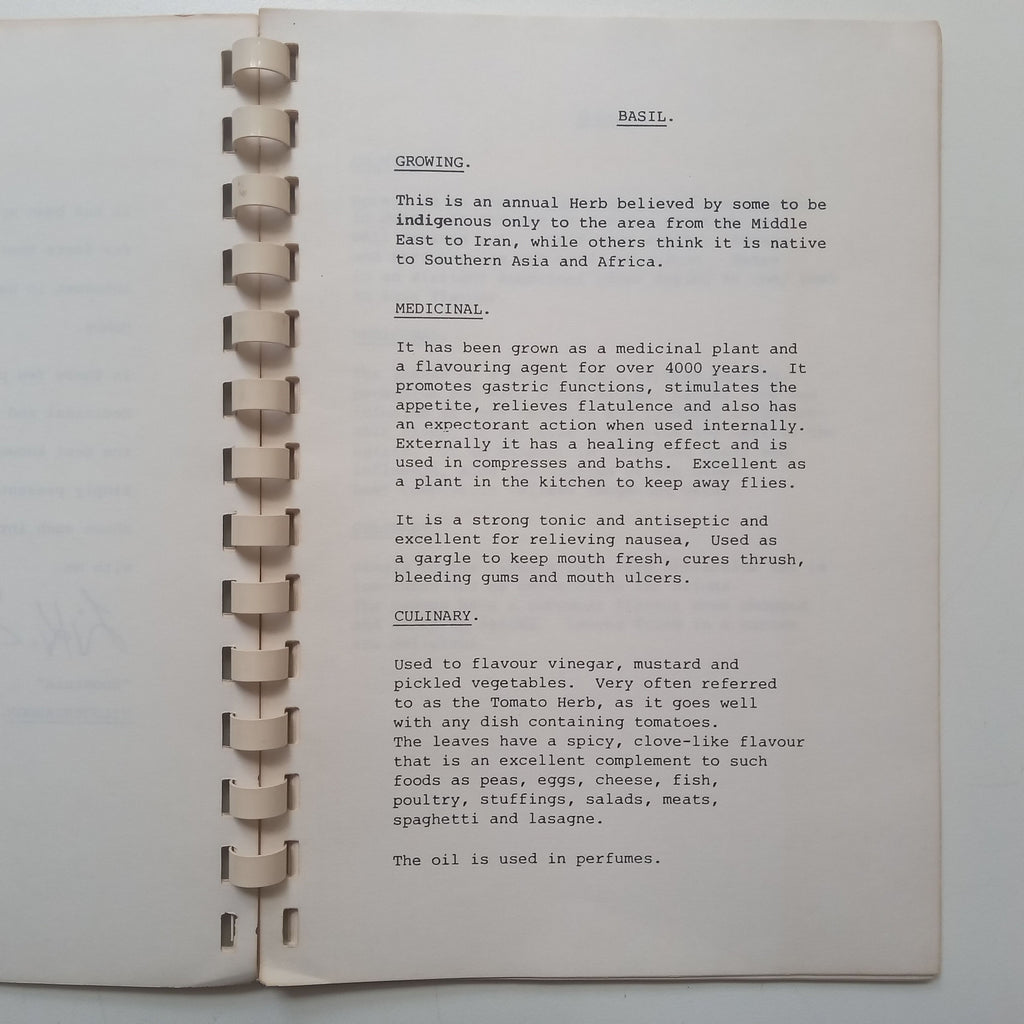 BASIL.
GROWING.
This is an annual Herb believed by some to be
indigenous only to the area from the Middle
East to Iran, while others think it is native
to Southern Asia and Africa.
MEDICINAL.
It has been grown as a medicinal plant and
a flavouring agent for over 4000 years.  It
promotes gastric functions, stimulates the
appetite, relieves flatulence and also has
an expectorant action when used internally.
Externally it has a healing effect and is
used in compresses and baths.  Excellent as
a plant in the kitchen to keep away flies.
It is a strong tonic and antiseptic and
excellent for relieving nausea,  Used as
a gargle to keep mouth fresh, cures thrush,
bleeding gums and mouth ulcers.
CULINARY.
Used to flavour vinegar, mustard and
pickled vegetables.  Very often referred
to as the Tomato Herb, as it goes well
with any dish containing tomatoes.
The leaves have a spicy, clove-like flavour
that is an excellent complement to such
foods as peas, eggs, cheese, fish,
poultry, stuffings, salads, meats,
spaghetti and lasagne.
The oil is used in perfumes.